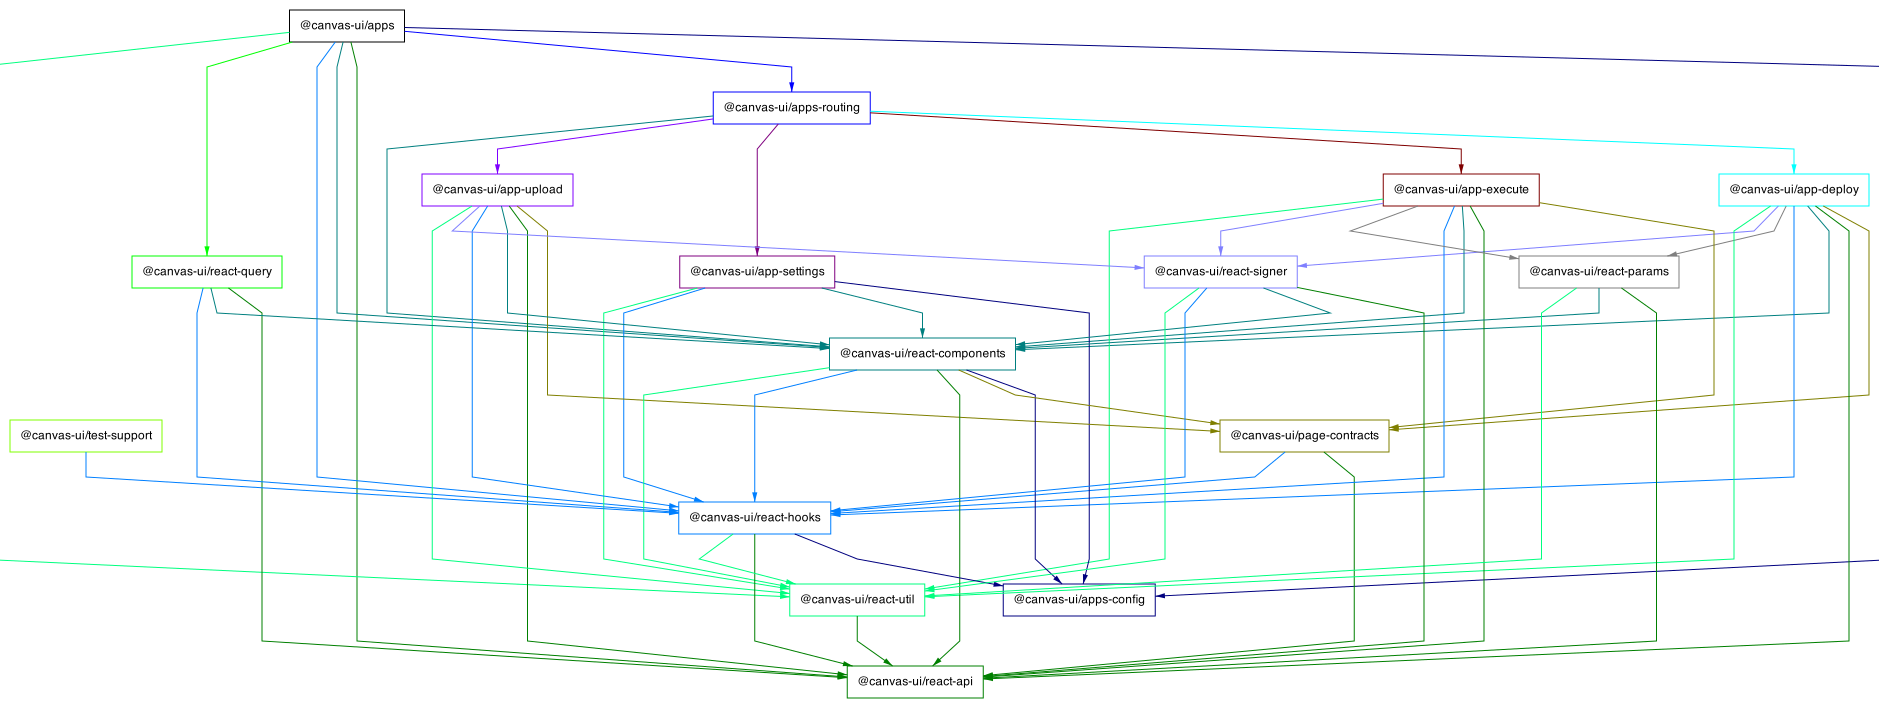 @canvas-ui/apps
@canvas-ui/apps-routing
@canvas-ui/app-upload
@canvas-ui/app-execute
@canvas-ui/app-deploy
@canvas-ui/react-query
@canvas-ui/app-settings
@canvas-ui/react-signer
@canvas-ui/react-params
@canvas-ui/react-components
@canvas-ui/test-support
@canvas-ui/page-contracts
@canvas-ui/react-hooks
@canvas-ui/react-util
@canvas-ui/apps-config
@canvas-ui/react-api